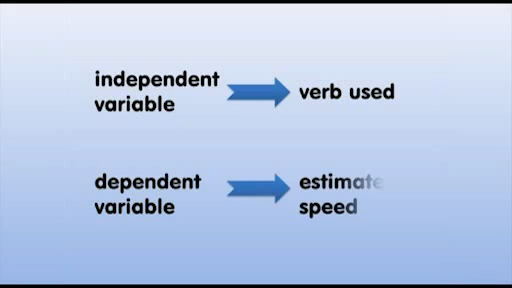 independent
variable
verb used
dependent
variable
estimate
speed